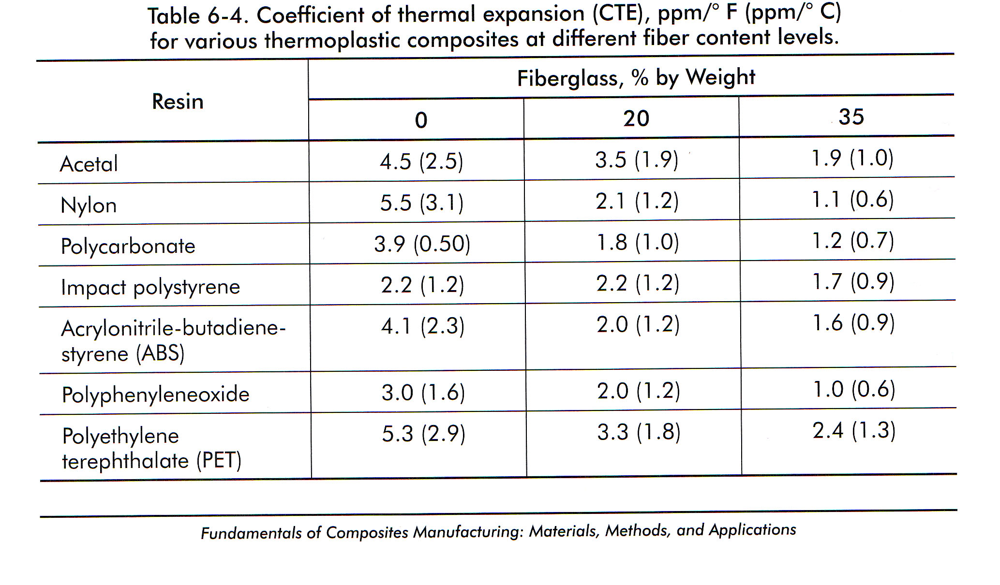 Table 6-4. Coefficient of thermal expansion (CTE), ppm/° F (ppm/° C)
for various thermoplastic composites at different fiber content levels.
Resin
Fiberglass, % by Weight
0 20 35
Acetal 4.5 (2.5) 3.5 (1.9) 1.9 (1.0)
Nylon 5.5 (3.1) 2.1 (1.2) 1.1 (0.6)
Polycarbonate 3.9 (0.50) 1.8 (1.0) 1.2 (0.7)
Impact polystyrene 2.2 (1.2) 2.2 (1.2) 1.7 (0.9)
Acrylonitrile-butadiene- 4.1 (2.3) 2.0 (1.2) 1.6 (0.9)
styrene (ABS)
Polyphenyleneoxide 3.0 (1.6) 2.0 (1.2) 1.0 (0.6)
Polyethylene 5.3 (2.9) 3.3 (1.8) 2.4 (1.3)
terephthalate (PET)
Fundamentals of Composites Manufacturing: Materials, Methods, and Applications